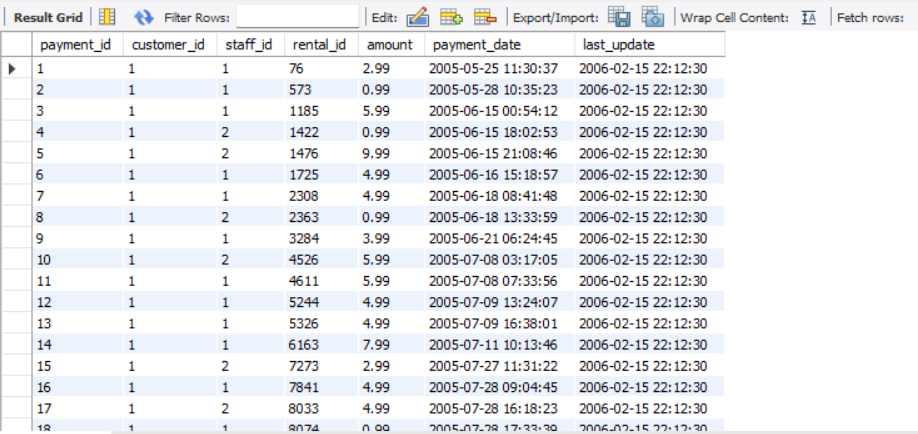 Result Grid Filter Rows: Edit: Export/Import: Wrap Cell Content: IA Fetch rows:
payment_id customer_id staff_id rental_id amount payment_date last_update
1 1 1 76 2.99 2005-05-25 11:30:37 2006-02-15 22:12:30
2 1 1 573 0.99 2005-05-28 10:35:23 2006-02-15 22:12:30
3 1 1 1185 5.99 2005-06-15 00:54:12 2006-02-15 22:12:30
4 1 2 1422 0.99 2005-06-15 18:02:53 2006-02-15 22:12:30
5 1 2 1476 9.99 2005-06-15 21:08:46 2006-02-15 22:12:30
6 1 1 1725 4.99 2005-06-16 15:18:57 2006-02-15 22:12:30
7 1 1 2308 4.99 2005-06-18 08:41:48 2006-02-15 22:12:30
8 1 2 2363 0.99 2005-06-18 13:33:59 2006-02-15 22:12:30
9 1 1 3284 3.99 2005-06-21 06:24:45 2006-02-15 22:12:30
10 1 2 4526 5.99 2005-07-08 03:17:05 2006-02-15 22:12:30
11 1 1 4611 5.99 2005-07-08 07:33:56 2006-02-15 22:12:30
12 1 1 5244 4.99 2005-07-09 13:24:07 2006-02-15 22:12:30
13 1 1 5326 4.99 2005-07-09 16:38:01 2006-02-15 22:12:30
14 1 1 6163 7.99 2005-07-11 10:13:46 2006-02-15 22:12:30
15 1 2 7273 2.99 2005-07-27 11:31:22 2006-02-15 22:12:30
16 1 1 7841 4.99 2005-07-28 09:04:45 2006-02-15 22:12:30
17 1 2 8033 4.99 2005-07-28 16:18:23 2006-02-15 22:12:30
18 1 1 8074 0.99 2005-07-28 17:33:39 2006-02-15 22:12:30